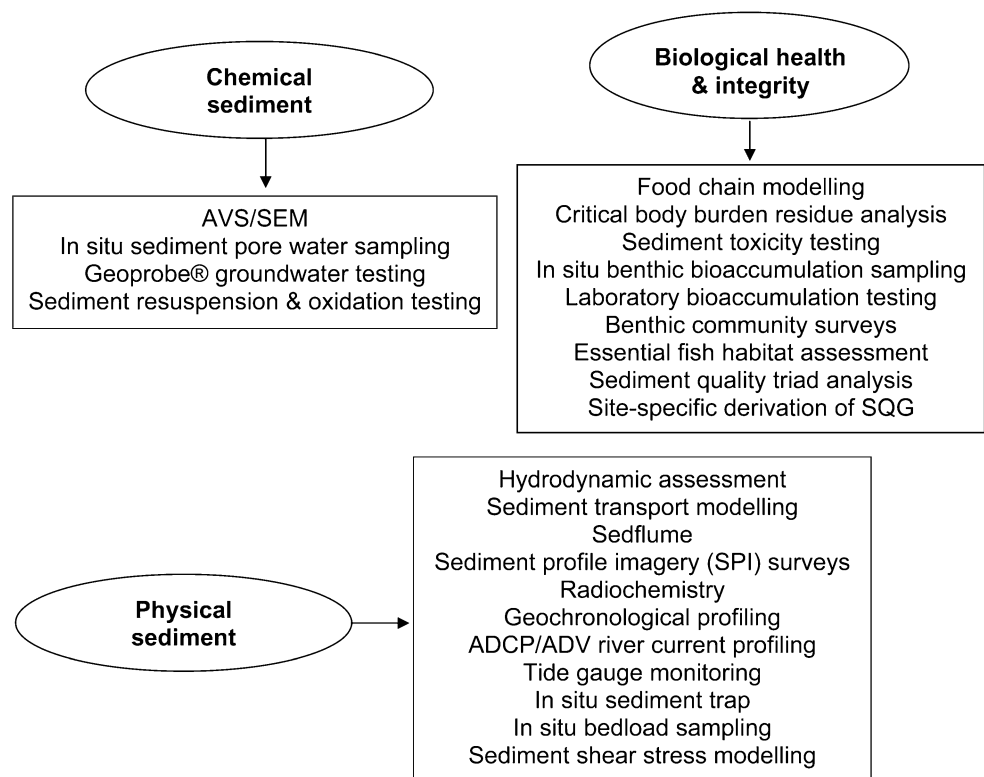 Chemical
sediment
AVS/SEM
In situ sediment pore water sampling
Geoprobe® groundwater testing
Sediment resuspension & oxidation testing
Biological health
& integrity
Food chain modelling
Critical body burden residue analysis
Sediment toxicity testing
In situ benthic bioaccumulation sampling
Laboratory bioaccumulation testing
Benthic community surveys
Essential fish habitat assessment
Sediment quality triad analysis
Site-specific derivation of SQG
Physical
sediment
Hydrodynamic assessment
Sediment transport modelling
Sedflume
Sediment profile imagery (SPI) surveys
Radiochemistry
Geochronological profiling
ADCP/ADV river current profiling
Tide gauge monitoring
In situ sediment trap
In situ bedload sampling
Sediment shear stress modelling